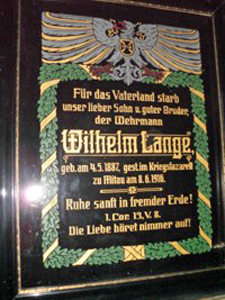 Für das Vaterland starb
unser lieber Sohn u. guter Bruder,
der Wehrmann
Wilhelm Lange,
geb. am 4.5.1887, gest. im Kriegslazarett
zu Mitau am 8.6.1916.
Ruhe sanft in fremder Erde!
1. Cor. 13, V. 8.
Die Liebe höret nimmer auf!